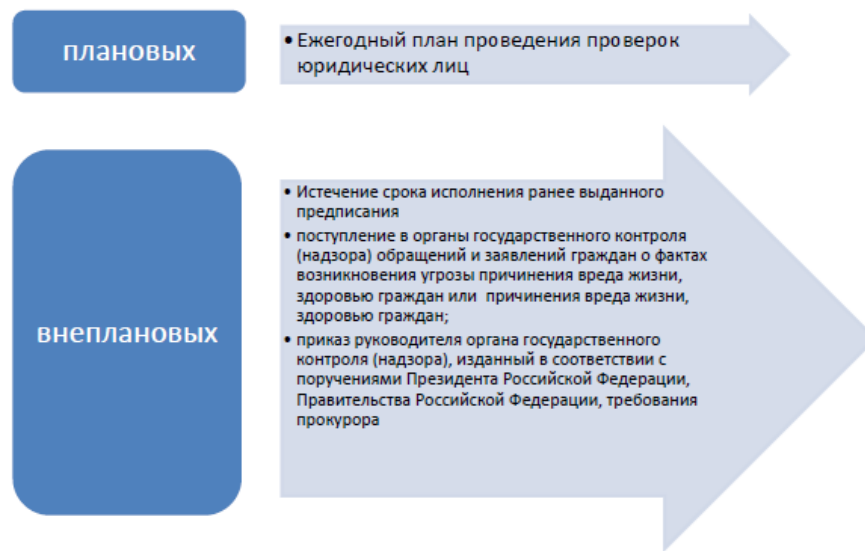 плановых
• Ежегодный план проведения проверок
юридических лиц
внеплановых
• Истечение срока исполнения ранее выданного
предписания
• поступление в органы государственного контроля
(надзора) обращений и заявлений граждан о фактах
возникновения угрозы причинения вреда жизни,
здоровью граждан или причинения вреда жизни,
здоровью граждан;
• приказ руководителя органа государственного
контроля (надзора), изданный в соответствии с
поручениями Президента Российской Федерации,
Правительства Российской Федерации, требования
прокурора